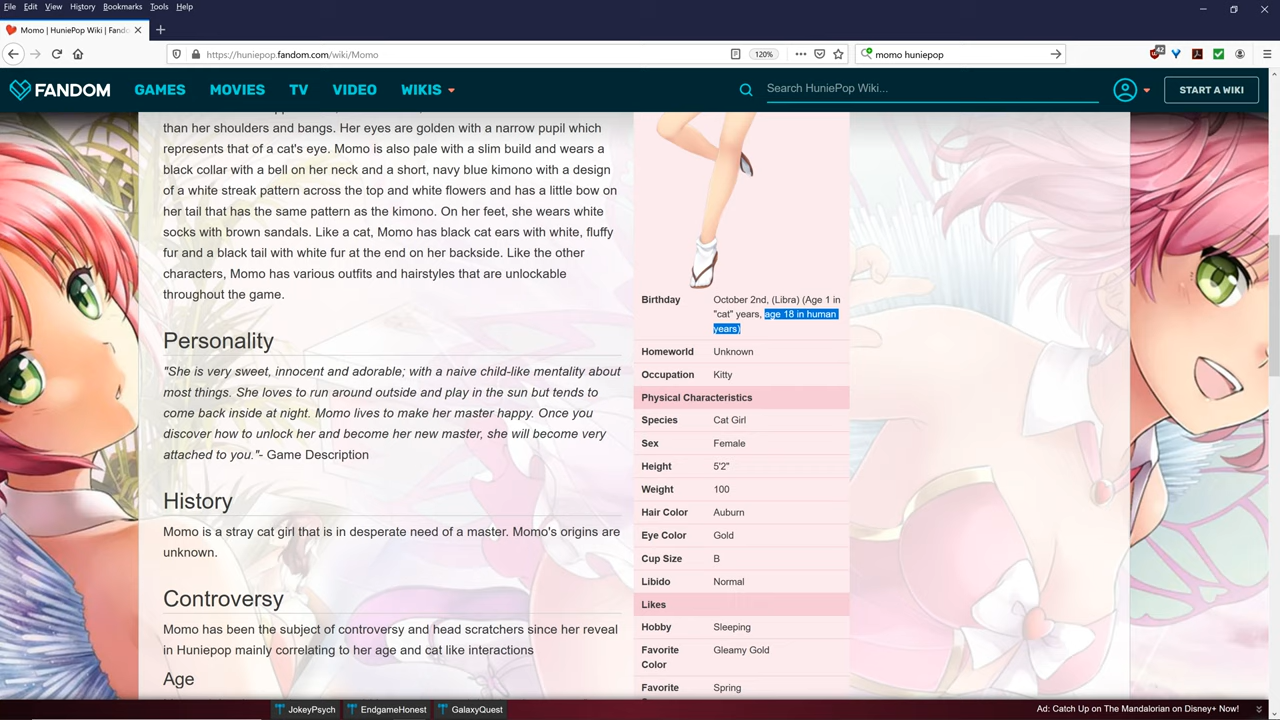 File Edit View History Bookmarks Tools Help
Momo | HuniePop Wiki | Fando
https://huniepop.fandom.com/wiki/Momo
120%
momo huniepop
FANDOM
GAMES
MOVIES
TV
VIDEO
WIKIS
Search HuniePop Wiki...
START A WIKI
than her shoulders and bangs. Her eyes are golden with a narrow pupil which
represents that of a cat's eye. Momo is also pale with a slim build and wears a
black collar with a bell on her neck and a short, navy blue kimono with a design
of a white streak pattern across the top and white flowers and has a little bow on
her tail that has the same pattern as the kimono. On her feet, she wears white
socks with brown sandals. Like a cat, Momo has black cat ears with white, fluffy
fur and a black tail with white fur at the end on her backside. Like the other
characters, Momo has various outfits and hairstyles that are unlockable
throughout the game.
Personality
"She is very sweet, innocent and adorable; with a naive child-like mentality about
most things. She loves to run around outside and play in the sun but tends to
come back inside at night. Momo lives to make her master happy. Once you
discover how to unlock her and become her new master, she will become very
attached to you."- Game Description
History
Momo is a stray cat girl that is in desperate need of a master. Momo's origins are
unknown.
Controversy
Momo has been the subject of controversy and head scratchers since her reveal
in Huniepop mainly correlating to her age and cat like interactions
Age
Birthday October 2nd, (Libra) (Age 1 in
"cat" years, age 18 in human
years)
Homeworld Unknown
Occupation Kitty
Physical Characteristics
Species Cat Girl
Sex Female
Height 5'2"
Weight 100
Hair Color Auburn
Eye Color Gold
Cup Size B
Libido Normal
Likes
Hobby Sleeping
Favorite Gleamy Gold
Color
Favorite Spring
JokeyPsych
EndgameHonest
GalaxyQuest
Ad: Catch Up on The Mandalorian on Disney+ Now!